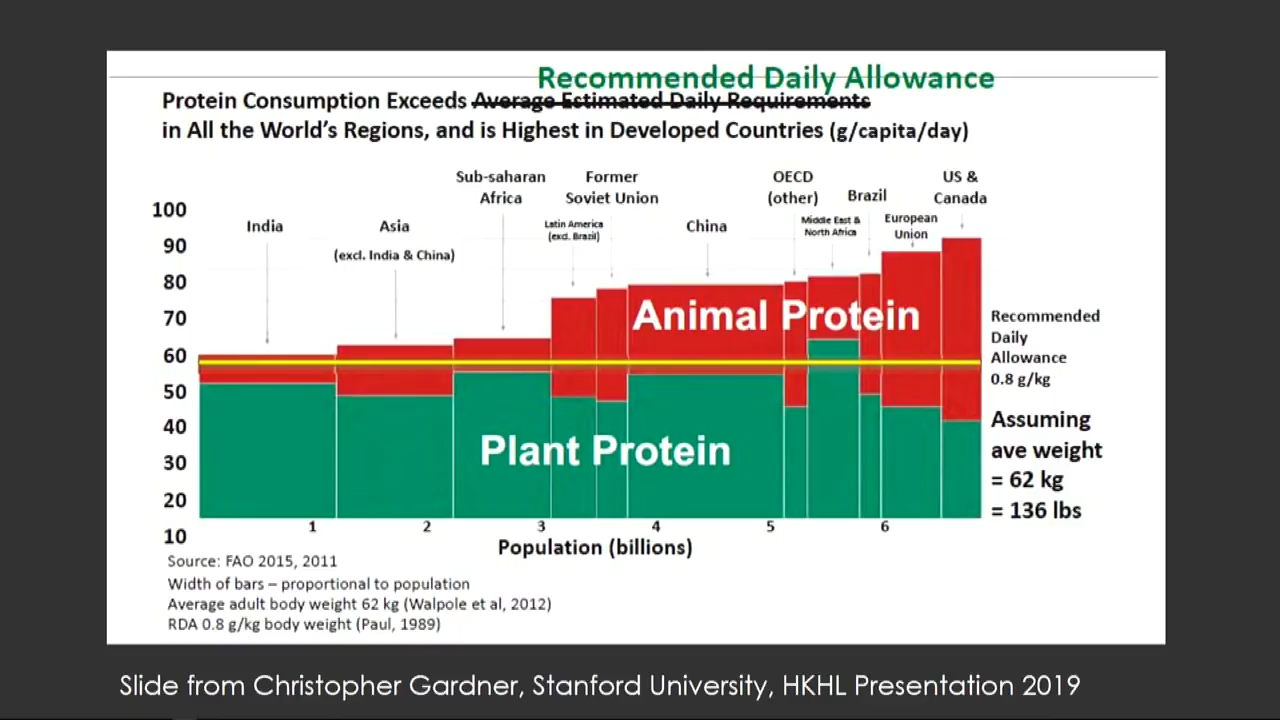 Recommended Daily Allowance
Protein Consumption Exceeds Average Estimated Daily Requirements
in All the World's Regions, and is Highest in Developed Countries (g/capita/day)
Sub-saharan Africa
Former Soviet Union
OECD (other)
Brazil
US & Canada
India
Asia
(excl. India & China)
Latin America (excl. Brazil)
China
Middle East & North Africa
European Union
100
90
80
70
60
50
40
30
20
10
Animal Protein
Plant Protein
Recommended
Daily
Allowance
0.8 g/kg
Assuming
ave weight
= 62 kg
= 136 lbs
1 2 3 4 5 6
Population (billions)
Source: FAO 2015, 2011
Width of bars – proportional to population
Average adult body weight 62 kg (Walpole et al, 2012)
RDA 0.8 g/kg body weight (Paul, 1989)
Slide from Christopher Gardner, Stanford University, HKHL Presentation 2019